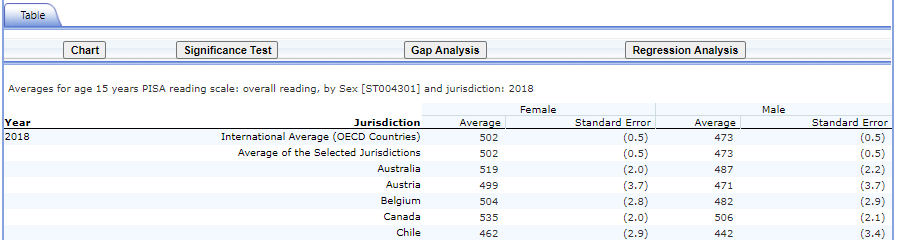 Table
Chart Significance Test Gap Analysis Regression Analysis
Averages for age 15 years PISA reading scale: overall reading, by Sex [ST004301] and jurisdiction: 2018
Female Male
Year Jurisdiction Average Standard Error Average Standard Error
2018 International Average (OECD Countries) 502 (0.5) 473 (0.5)
Average of the Selected Jurisdictions 502 (0.5) 473 (0.5)
Australia 519 (2.0) 487 (2.2)
Austria 499 (3.7) 471 (3.7)
Belgium 504 (2.8) 482 (2.9)
Canada 535 (2.0) 506 (2.1)
Chile 462 (2.9) 442 (3.4)